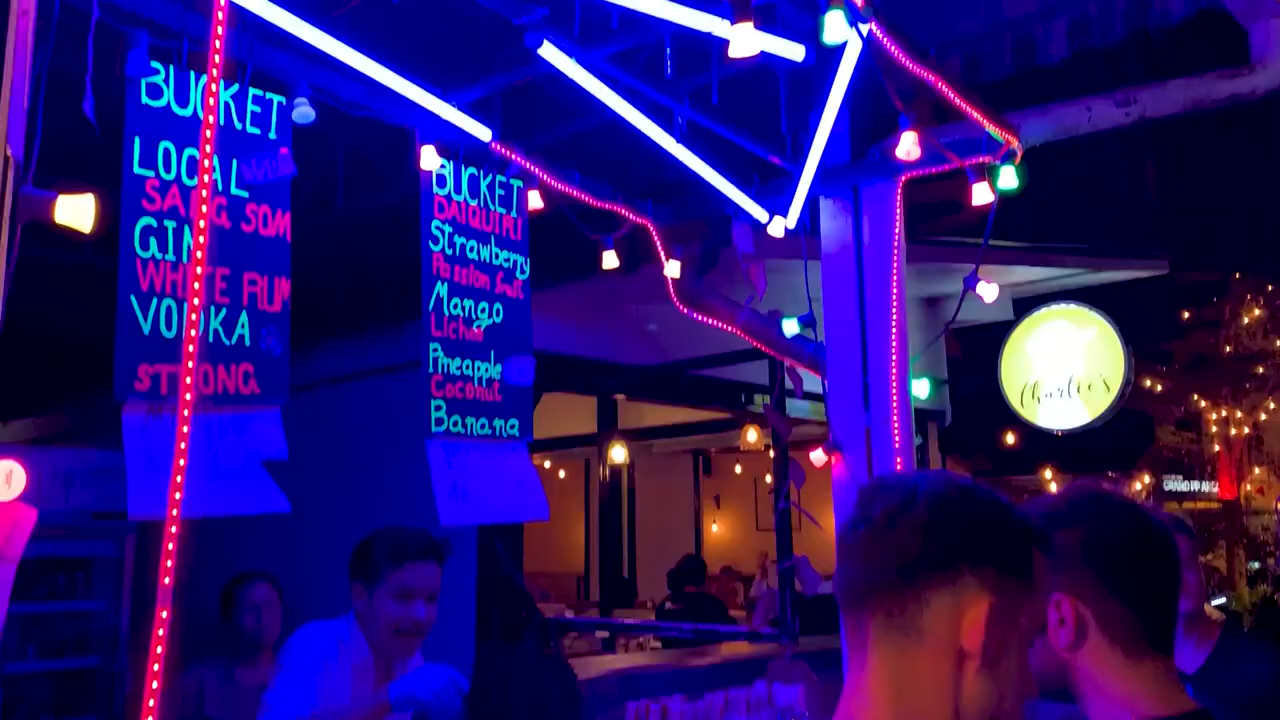 BUCKET
LOCAL
SANG SOM
GIN
WHITE RUM
VODKA
STRONG
BUCKET
DAIQUIRI
Strawberry
Passion fruit
Mango
Lichee
Pineapple
Coconut
Banana
Charlie's